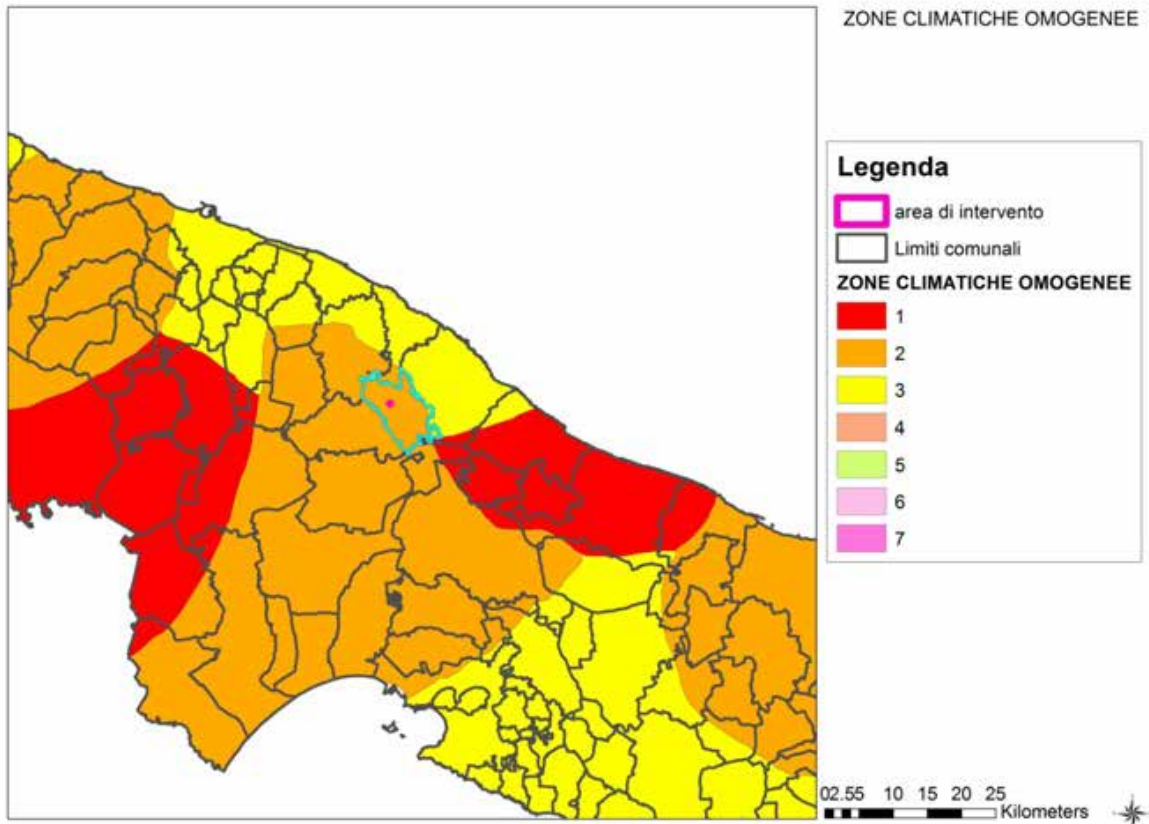 ZONE CLIMATICHE OMOGENEE
Legenda
area di intervento
Limiti comunali
ZONE CLIMATICHE OMOGENEE
1
2
3
4
5
6
7
02.55 10 15 20 25
Kilometers